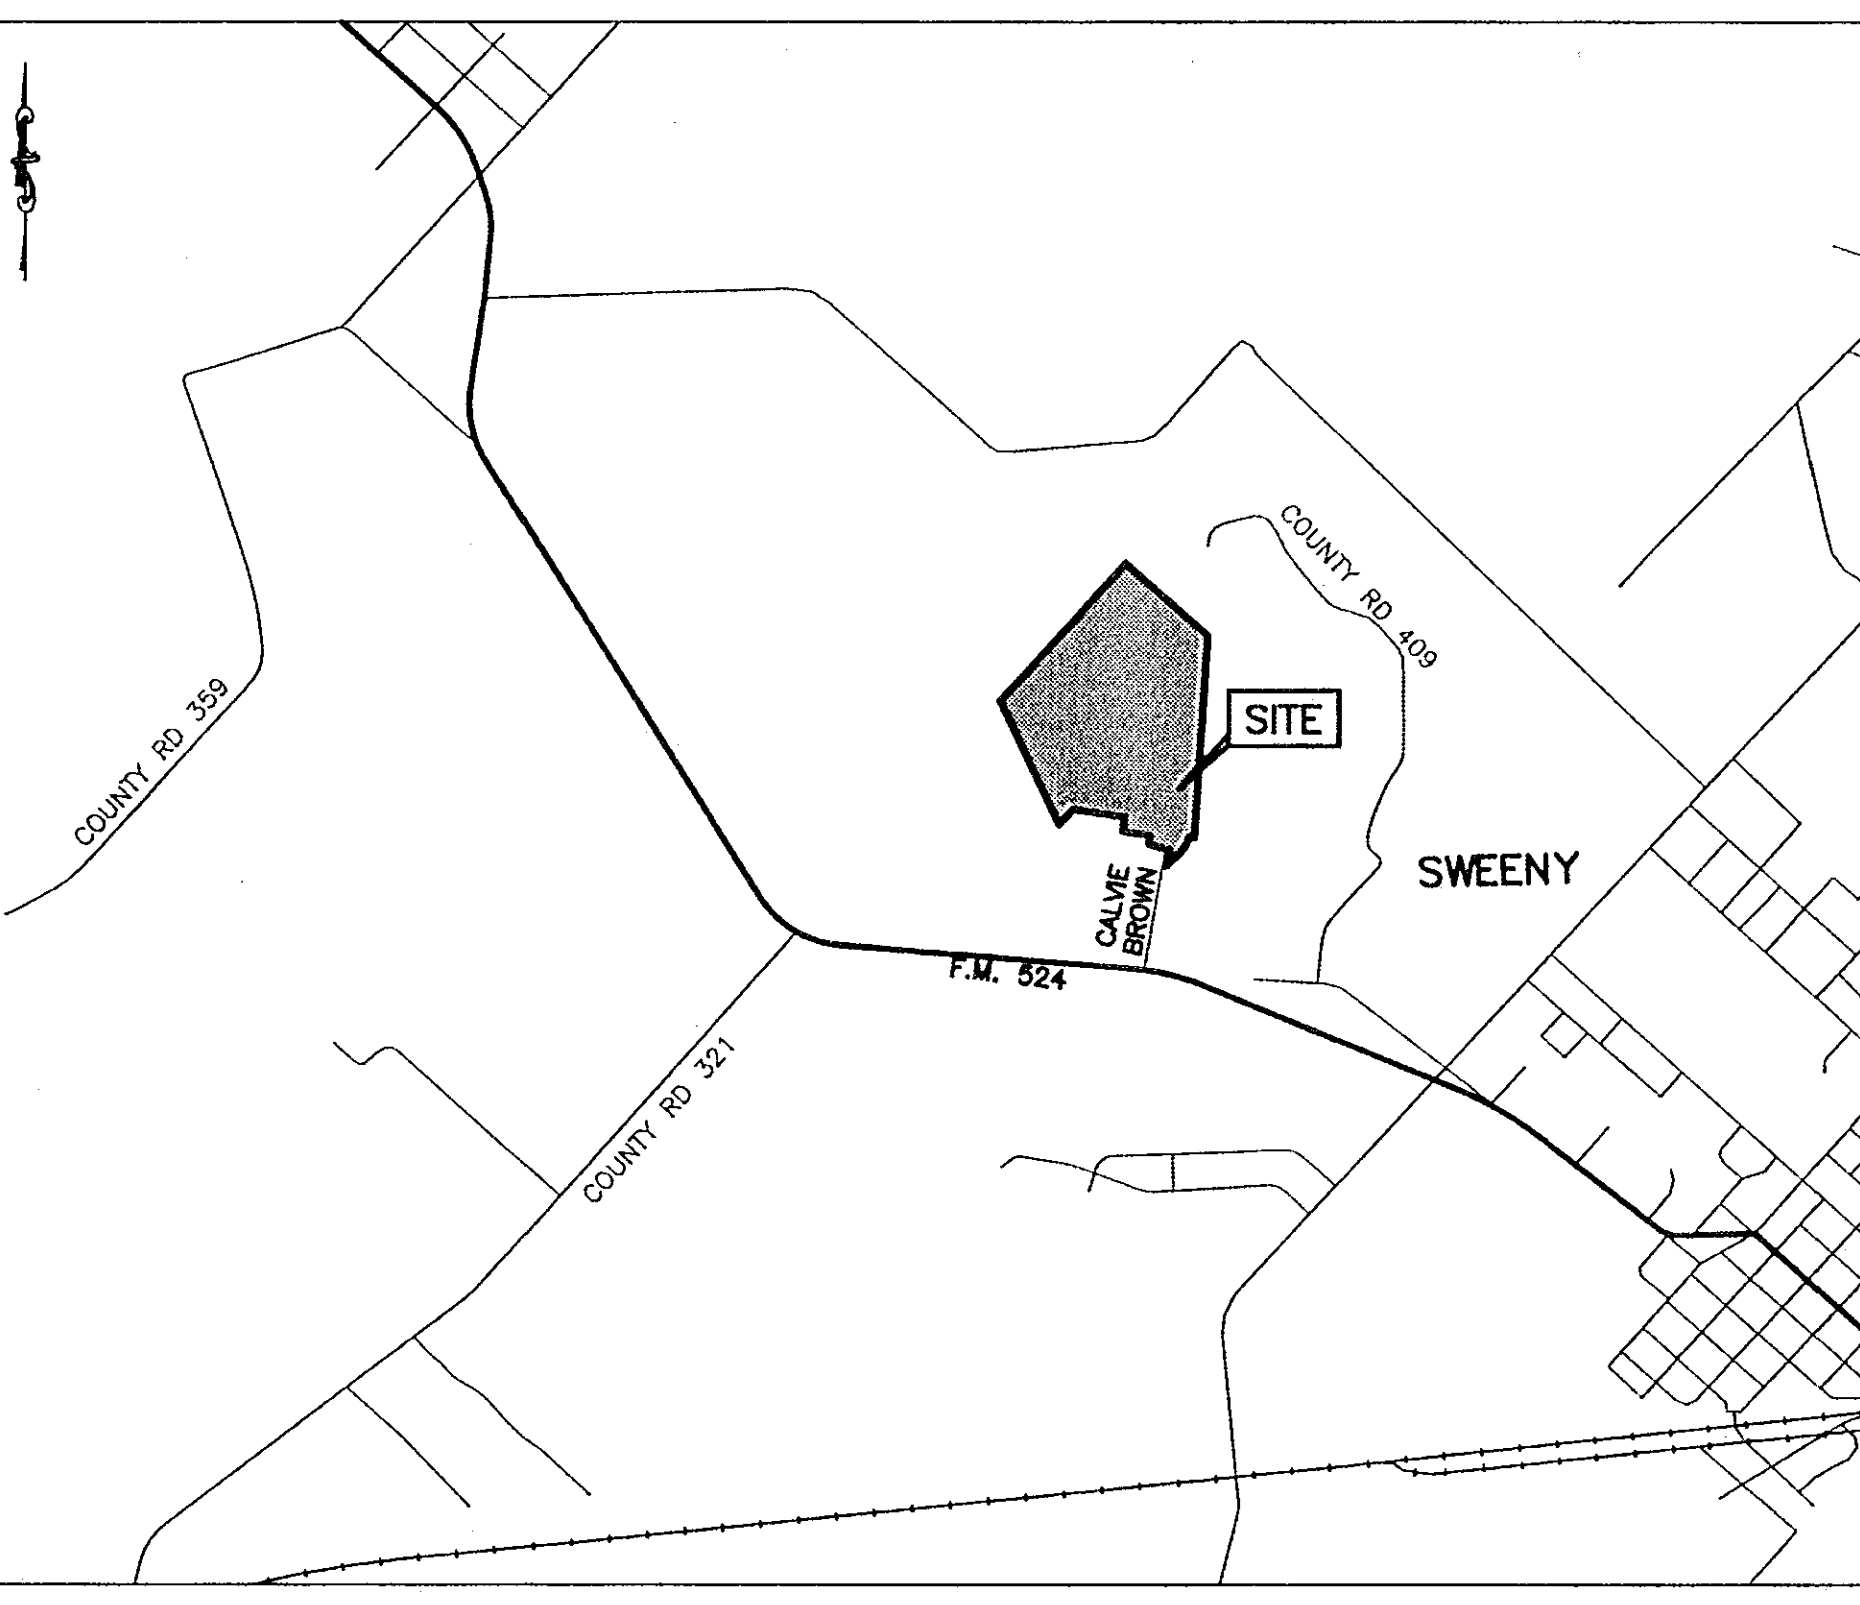 COUNTY RD 409
COUNTY RD 359
SITE
SWEENY
CALVIE
BROWN
F.M. 524
COUNTY RD 321